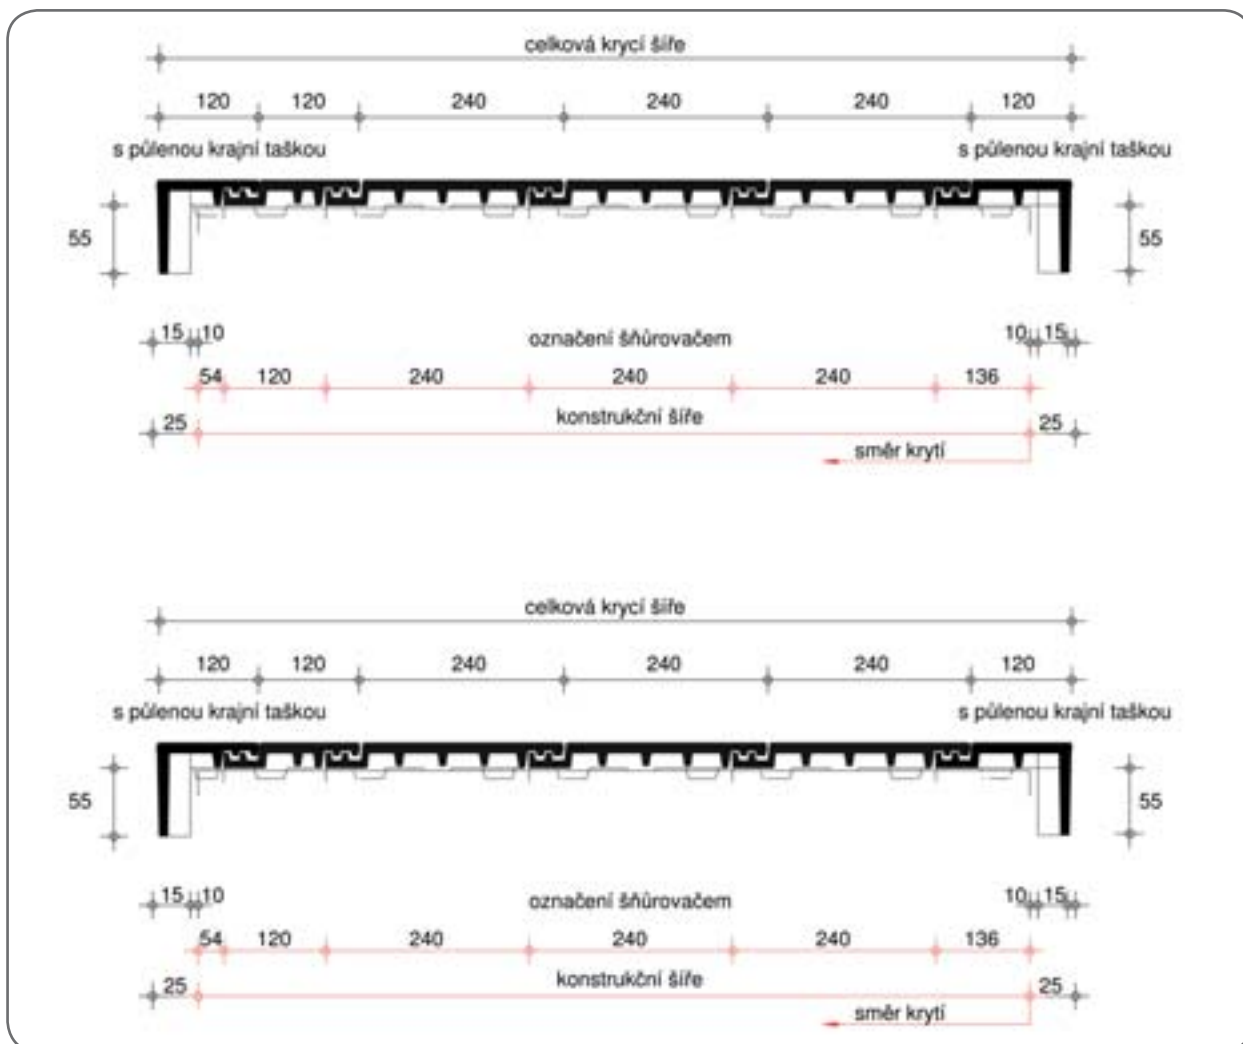 celková krycí šíře
120 120 240 240 240 120
s půlenou krajní taškou s půlenou krajní taškou
55 55
15 10 označení šňůrovačem 10 15
54 120 240 240 240 136
25 konstrukční šíře 25
směr krytí
celková krycí šíře
120 120 240 240 240 120
s půlenou krajní taškou s půlenou krajní taškou
55 55
15 10 označení šňůrovačem 10 15
54 120 240 240 240 136
25 konstrukční šíře 25
směr krytí